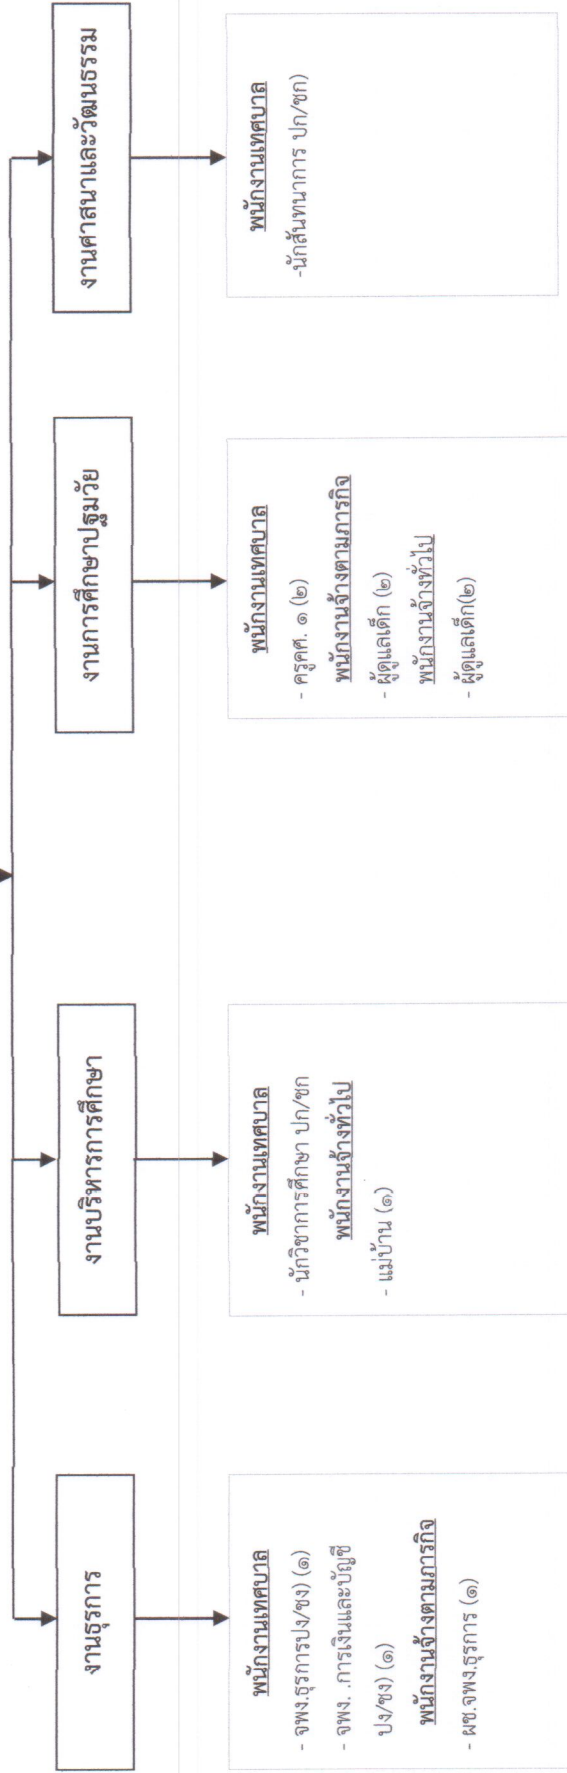 งานธุรการ
พนักงานเทศบาล
- จพง.ธุรการปง/ชง) (๑)
- จพง. .การเงินและบัญชี
ปง/ชง) (๑)
พนักงานจ้างตามภารกิจ
- ผช.จพง.ธุรการ (๑)
งานบริหารการศึกษา
พนักงานเทศบาล
- นักวิชาการศึกษา ปก/ชก
พนักงานจ้างทั่วไป
- แม่บ้าน (๑)
งานการศึกษาปฐมวัย
พนักงานเทศบาล
- ครูคศ. ๑ (๒)
พนักงานจ้างตามภารกิจ
- ผู้ดูแลเด็ก (๒)
พนักงานจ้างทั่วไป
- ผู้ดูแลเด็ก(๒)
งานศาสนาและวัฒนธรรม
พนักงานเทศบาล
-นักสันทนาการ ปก/ชก)